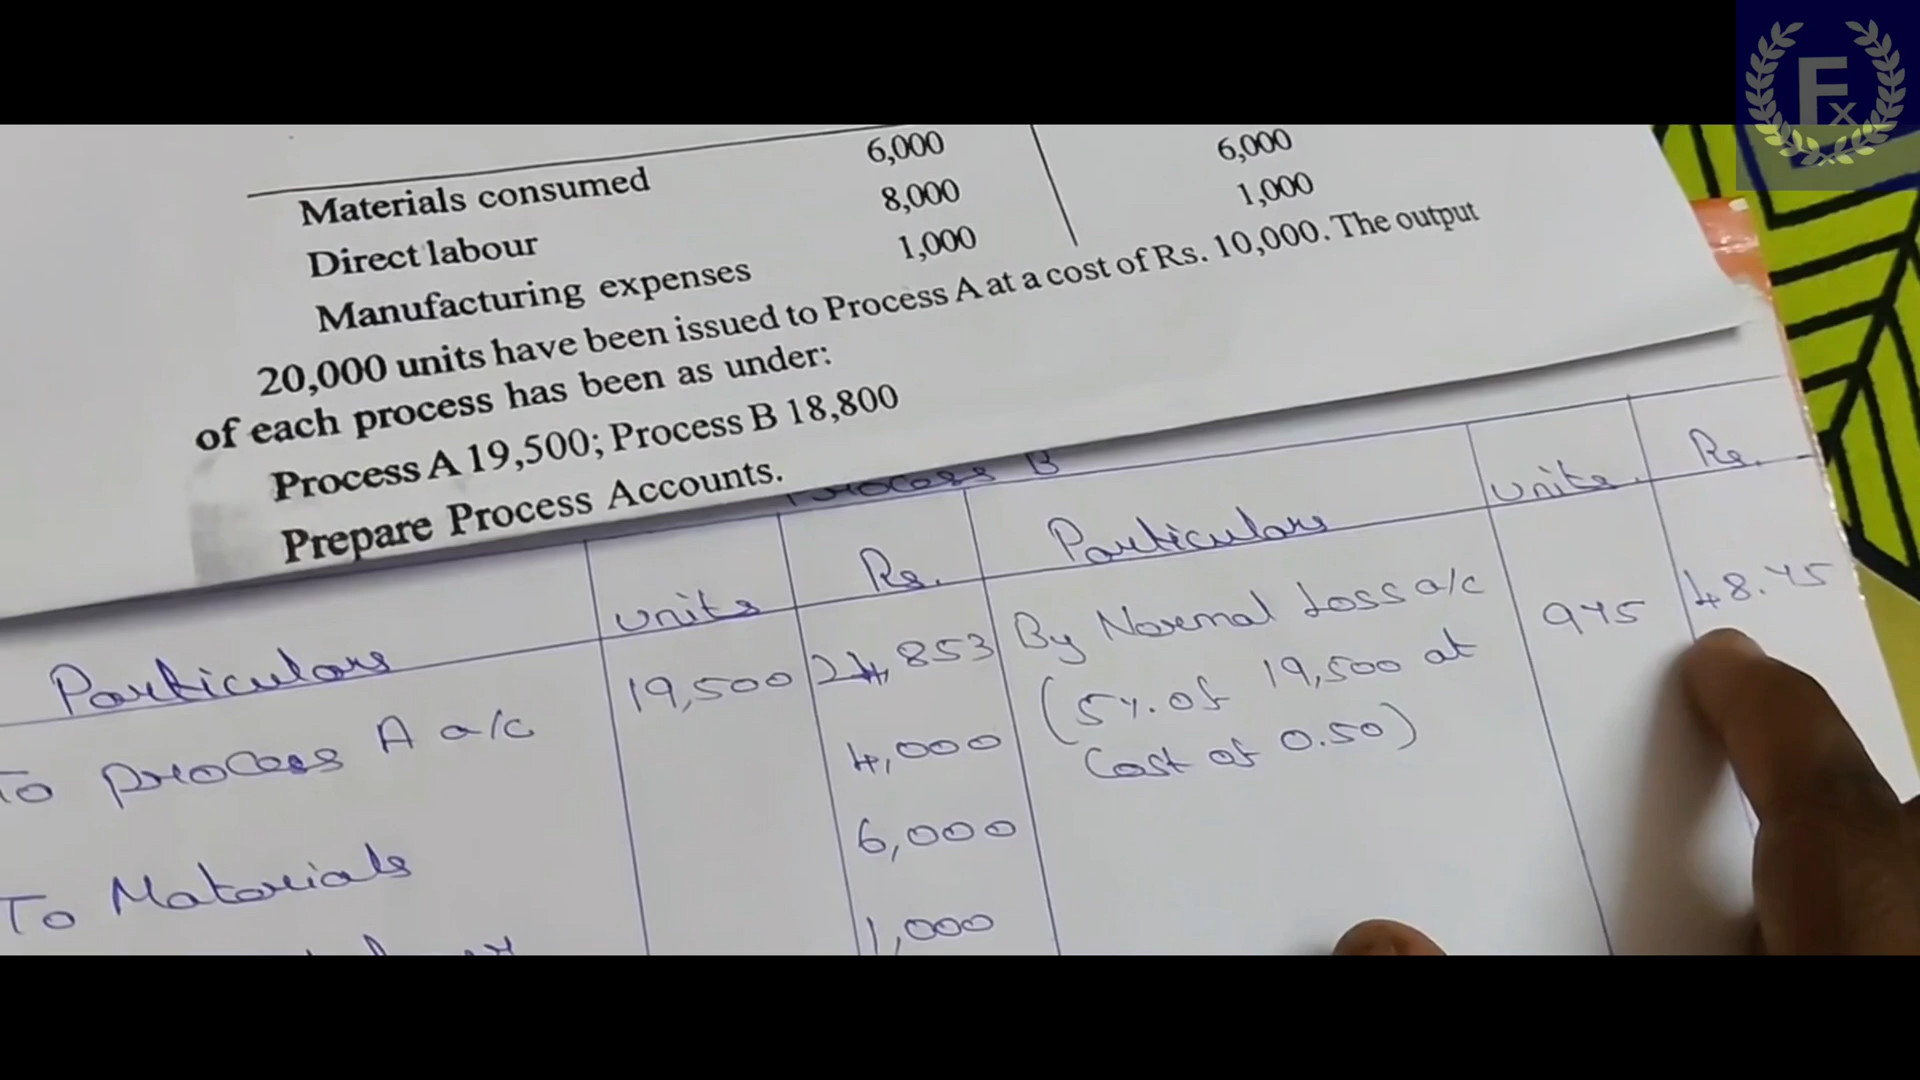 Fx
6,000 6,000
Materials consumed 8,000 1,000
Direct labour 1,000
Manufacturing expenses
20,000 units have been issued to Process A at a cost of Rs. 10,000. The output
of each process has been as under:
Process A 19,500; Process B 18,800
Prepare Process Accounts.
Process B
Particulars units Rs. Particulars units Rs.
To process A a/c 19,500 24,853 By Normal Loss a/c 975 48.75
4,000 (5% of 19,500 at
To Materials 6,000 Cost of 0.50)
1,000